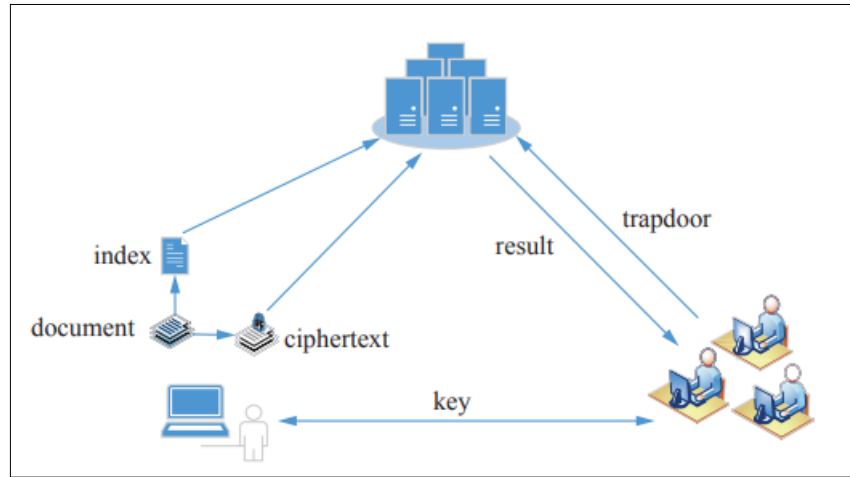 trapdoor
result
index
document
ciphertext
key